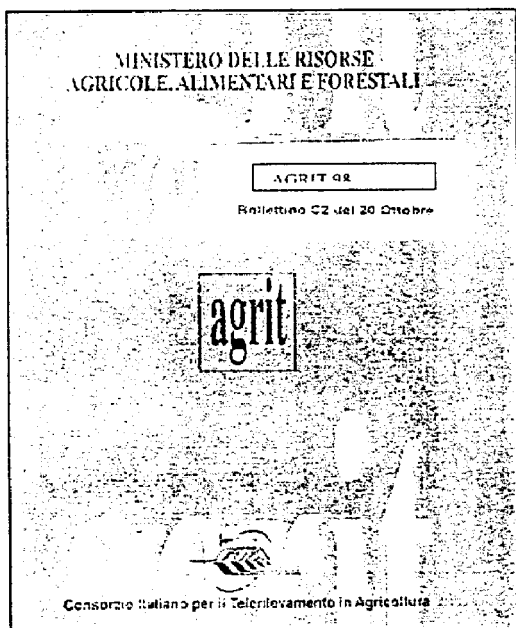 MINISTERO DELLE RISORSE
AGRICOLE, ALIMENTARI E FORESTALI
AGRIT 98
Bollettino C2 del 20 Ottobre
agrit
Consorzio Italiano per il Telerilevamento in Agricoltura